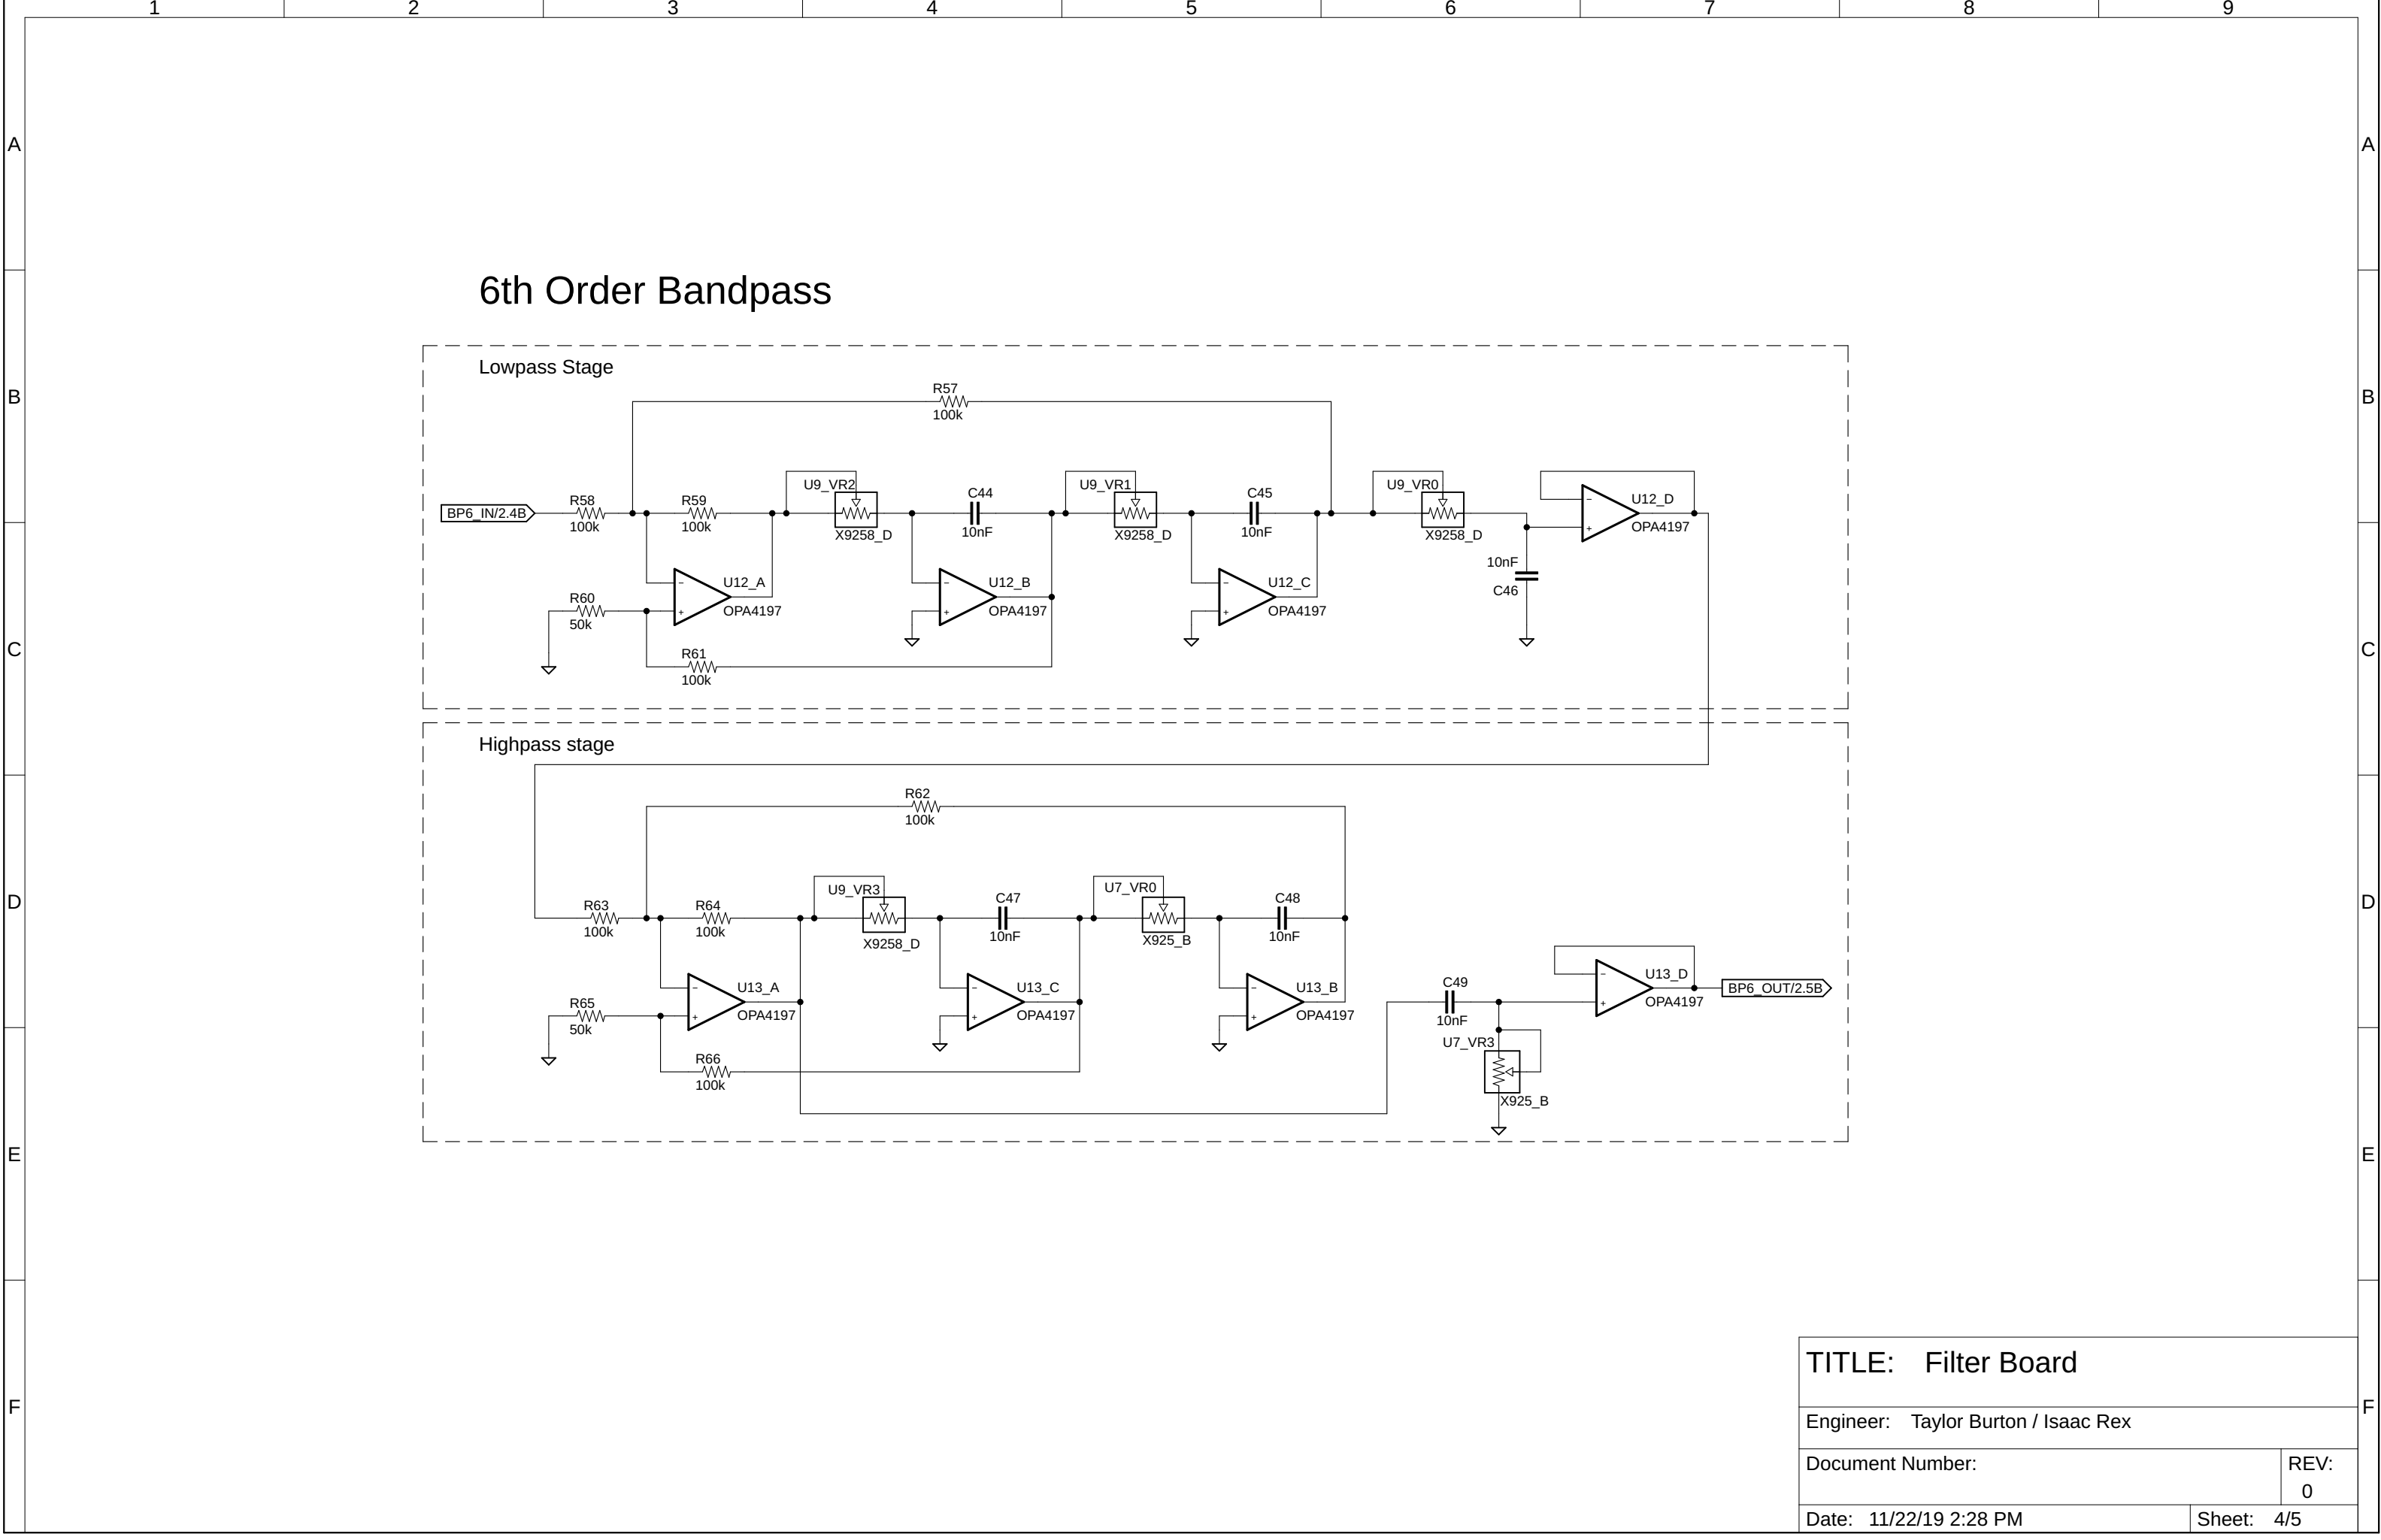 1 2 3 4 5 6 7 8 9
A A
6th Order Bandpass
Lowpass Stage
B B
R57
100k
U9_VR2 U9_VR1 U9_VR0
C44 C45
R58 R59 U12_D
BP6_IN/2.4B
100k 100k 10nF 10nF OPA4197
X9258_D X9258_D X9258_D
10nF
U12_A U12_B U12_C
C46
R60 OPA4197 OPA4197 OPA4197
50k
C C
R61
100k
Highpass stage
R62
100k
U9_VR3 U7_VR0
C47 C48
D D
R63 R64
100k 100k 10nF 10nF
X9258_D X925_B
U13_D
C49
U13_A U13_C U13_B BP6_OUT/2.5B
R65 OPA4197
OPA4197 OPA4197 OPA4197 10nF
50k
U7_VR3
R66
100k
X925_B
E E
TITLE: Filter Board
F F
Engineer: Taylor Burton / Isaac Rex
Document Number: REV:
0
Date: 11/22/19 2:28 PM Sheet: 4/5